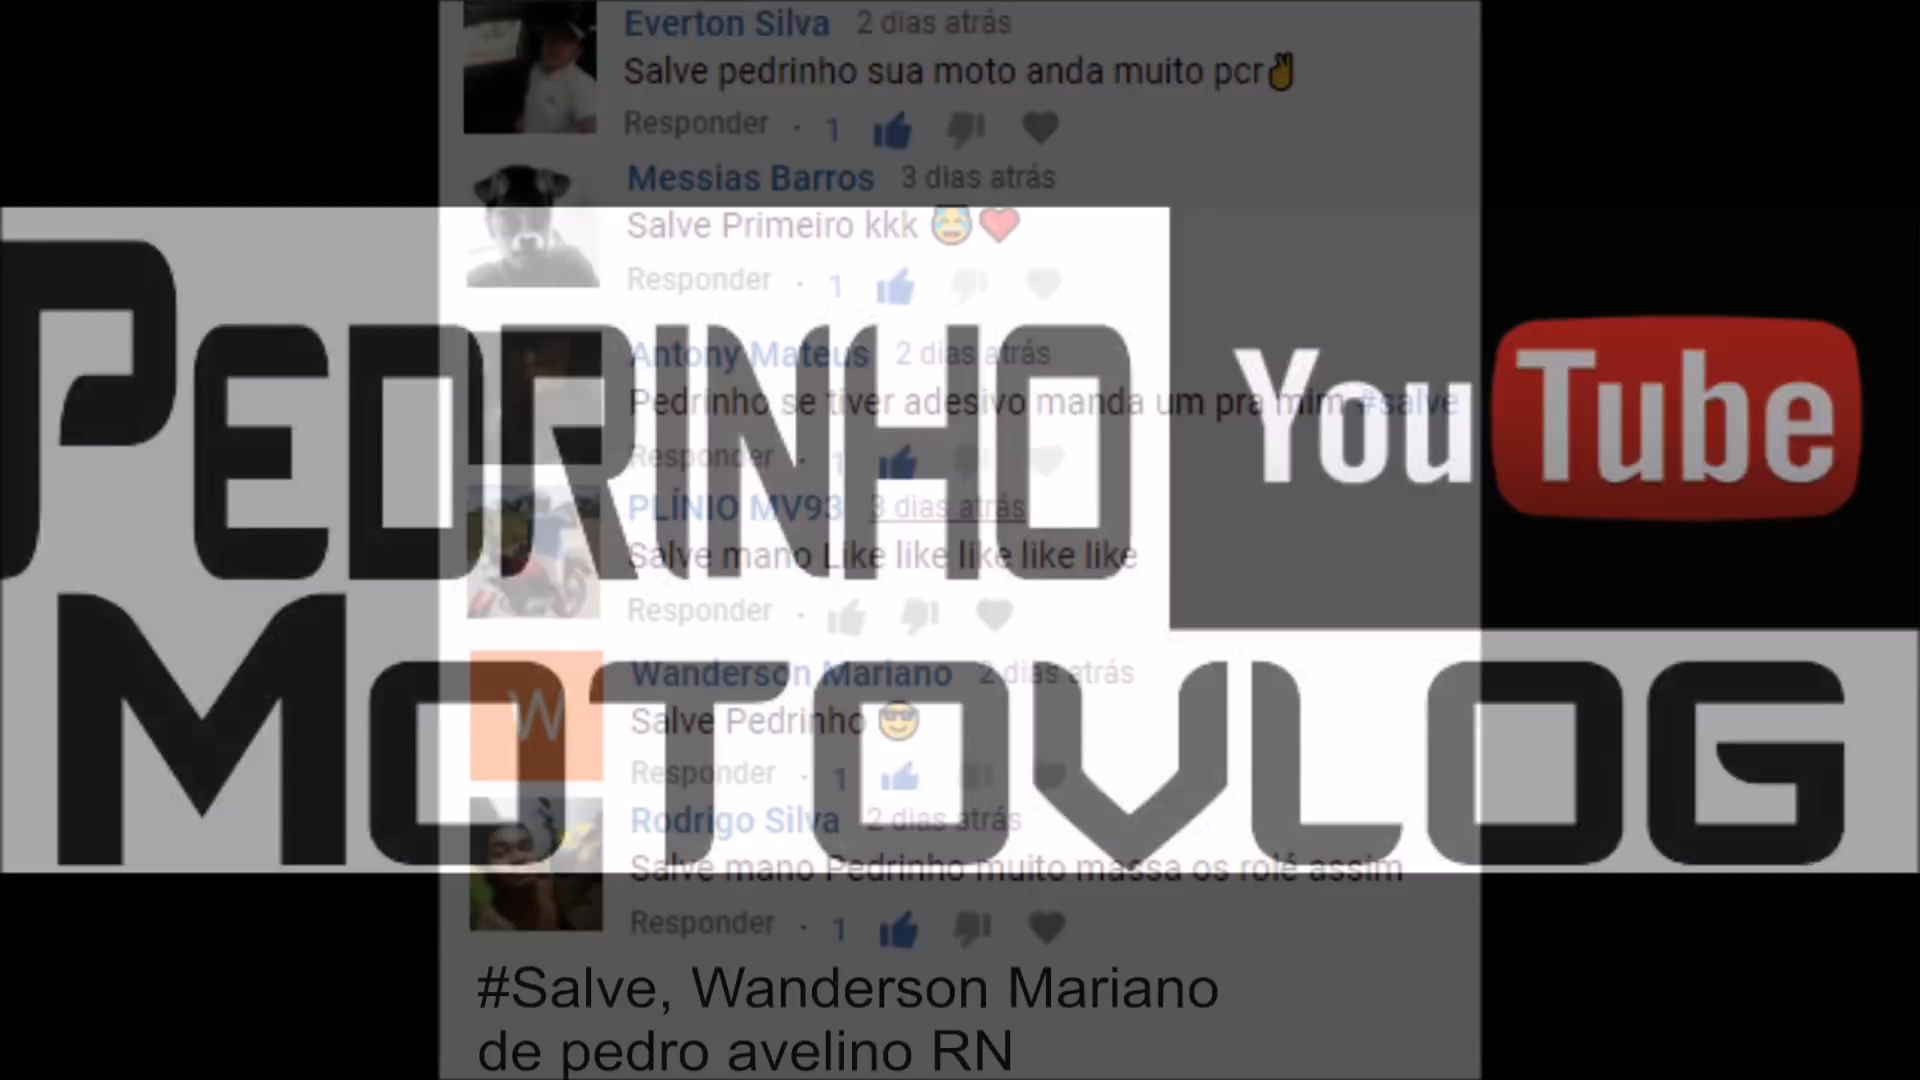 Everton Silva 2 dias atrás
Salve pedrinho sua moto anda muito pcr✌
Responder · 1
Messias Barros 3 dias atrás
Salve Primeiro kkk 😂❤
Responder · 1
PEDRINHO
YouTube
Antony Mateus 2 dias atrás
Pedrinho se tiver adesivo manda um pra mim #salve
Responder · 1
PLÍNIO MV93 3 dias atrás
Salve mano Like like like like like
Responder ·
MOTOVLOG
W
Wanderson Mariano 2 dias atrás
Salve Pedrinho 😎
Responder · 1
Rodrigo Silva 2 dias atrás
Salve mano Pedrinho muito massa os rolé assim
Responder · 1
#Salve, Wanderson Mariano
de pedro avelino RN